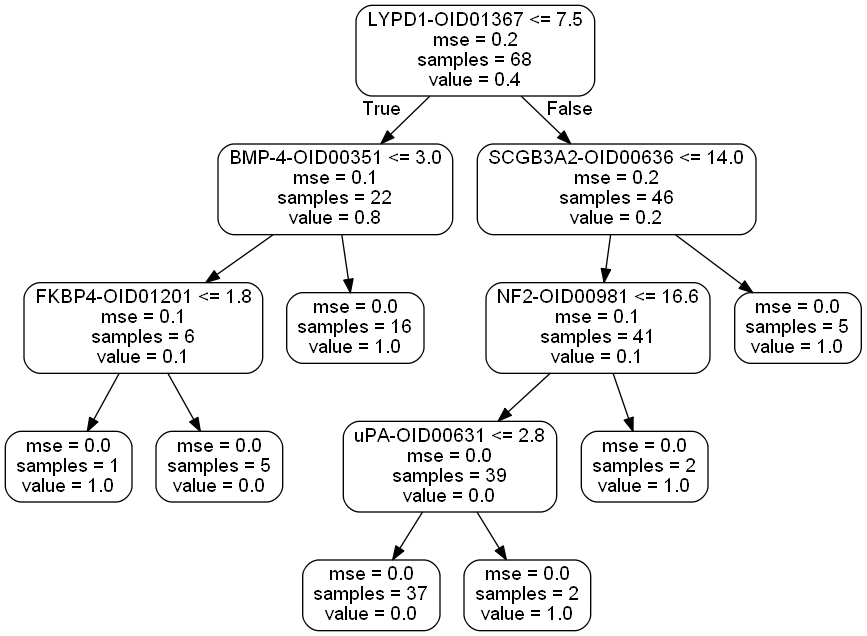 LYPD1-OID01367 <= 7.5
mse = 0.2
samples = 68
value = 0.4
True
False
BMP-4-OID00351 <= 3.0
mse = 0.1
samples = 22
value = 0.8
SCGB3A2-OID00636 <= 14.0
mse = 0.2
samples = 46
value = 0.2
FKBP4-OID01201 <= 1.8
mse = 0.1
samples = 6
value = 0.1
mse = 0.0
samples = 16
value = 1.0
NF2-OID00981 <= 16.6
mse = 0.1
samples = 41
value = 0.1
mse = 0.0
samples = 5
value = 1.0
mse = 0.0
samples = 1
value = 1.0
mse = 0.0
samples = 5
value = 0.0
uPA-OID00631 <= 2.8
mse = 0.0
samples = 39
value = 0.0
mse = 0.0
samples = 2
value = 1.0
mse = 0.0
samples = 37
value = 0.0
mse = 0.0
samples = 2
value = 1.0